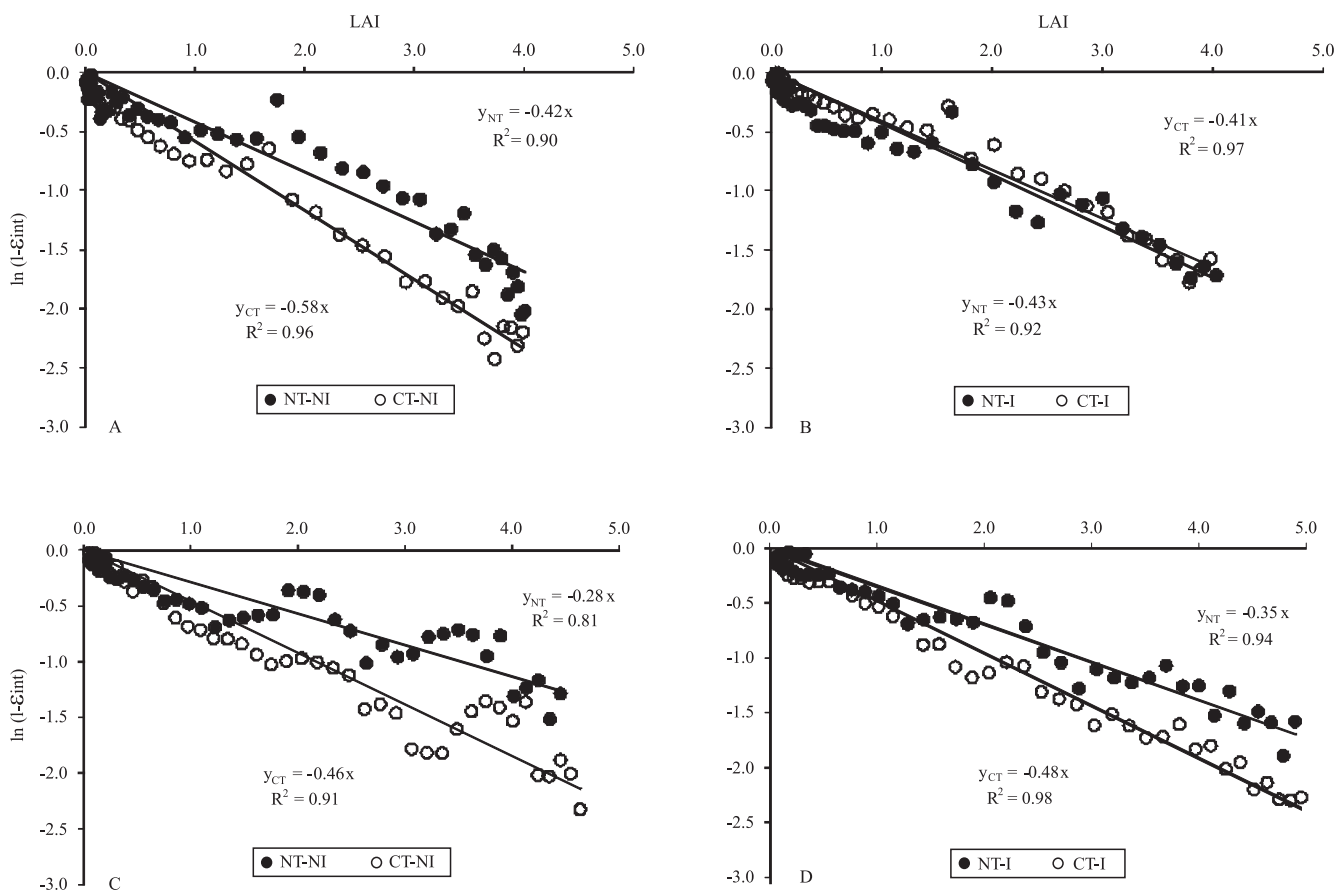 LAI
0.0 1.0 2.0 3.0 4.0 5.0
0.0
-0.5
-1.0
-1.5
-2.0
-2.5
-3.0
ln (l-εint)
y_NT = -0.42x
R² = 0.90
y_CT = -0.58x
R² = 0.96
NT-NI CT-NI
A
LAI
0.0 1.0 2.0 3.0 4.0 5.0
0.0
-0.5
-1.0
-1.5
-2.0
-2.5
-3.0
y_CT = -0.41x
R² = 0.97
y_NT = -0.43x
R² = 0.92
NT-I CT-I
B
0.0 1.0 2.0 3.0 4.0 5.0
0.0
-0.5
-1.0
-1.5
-2.0
-2.5
-3.0
ln (l-εint)
y_NT = -0.28x
R² = 0.81
y_CT = -0.46x
R² = 0.91
NT-NI CT-NI
C
0.0 1.0 2.0 3.0 4.0 5.0
0.0
-0.5
-1.0
-1.5
-2.0
-2.5
-3.0
y_NT = -0.35x
R² = 0.94
y_CT = -0.48x
R² = 0.98
NT-I CT-I
D